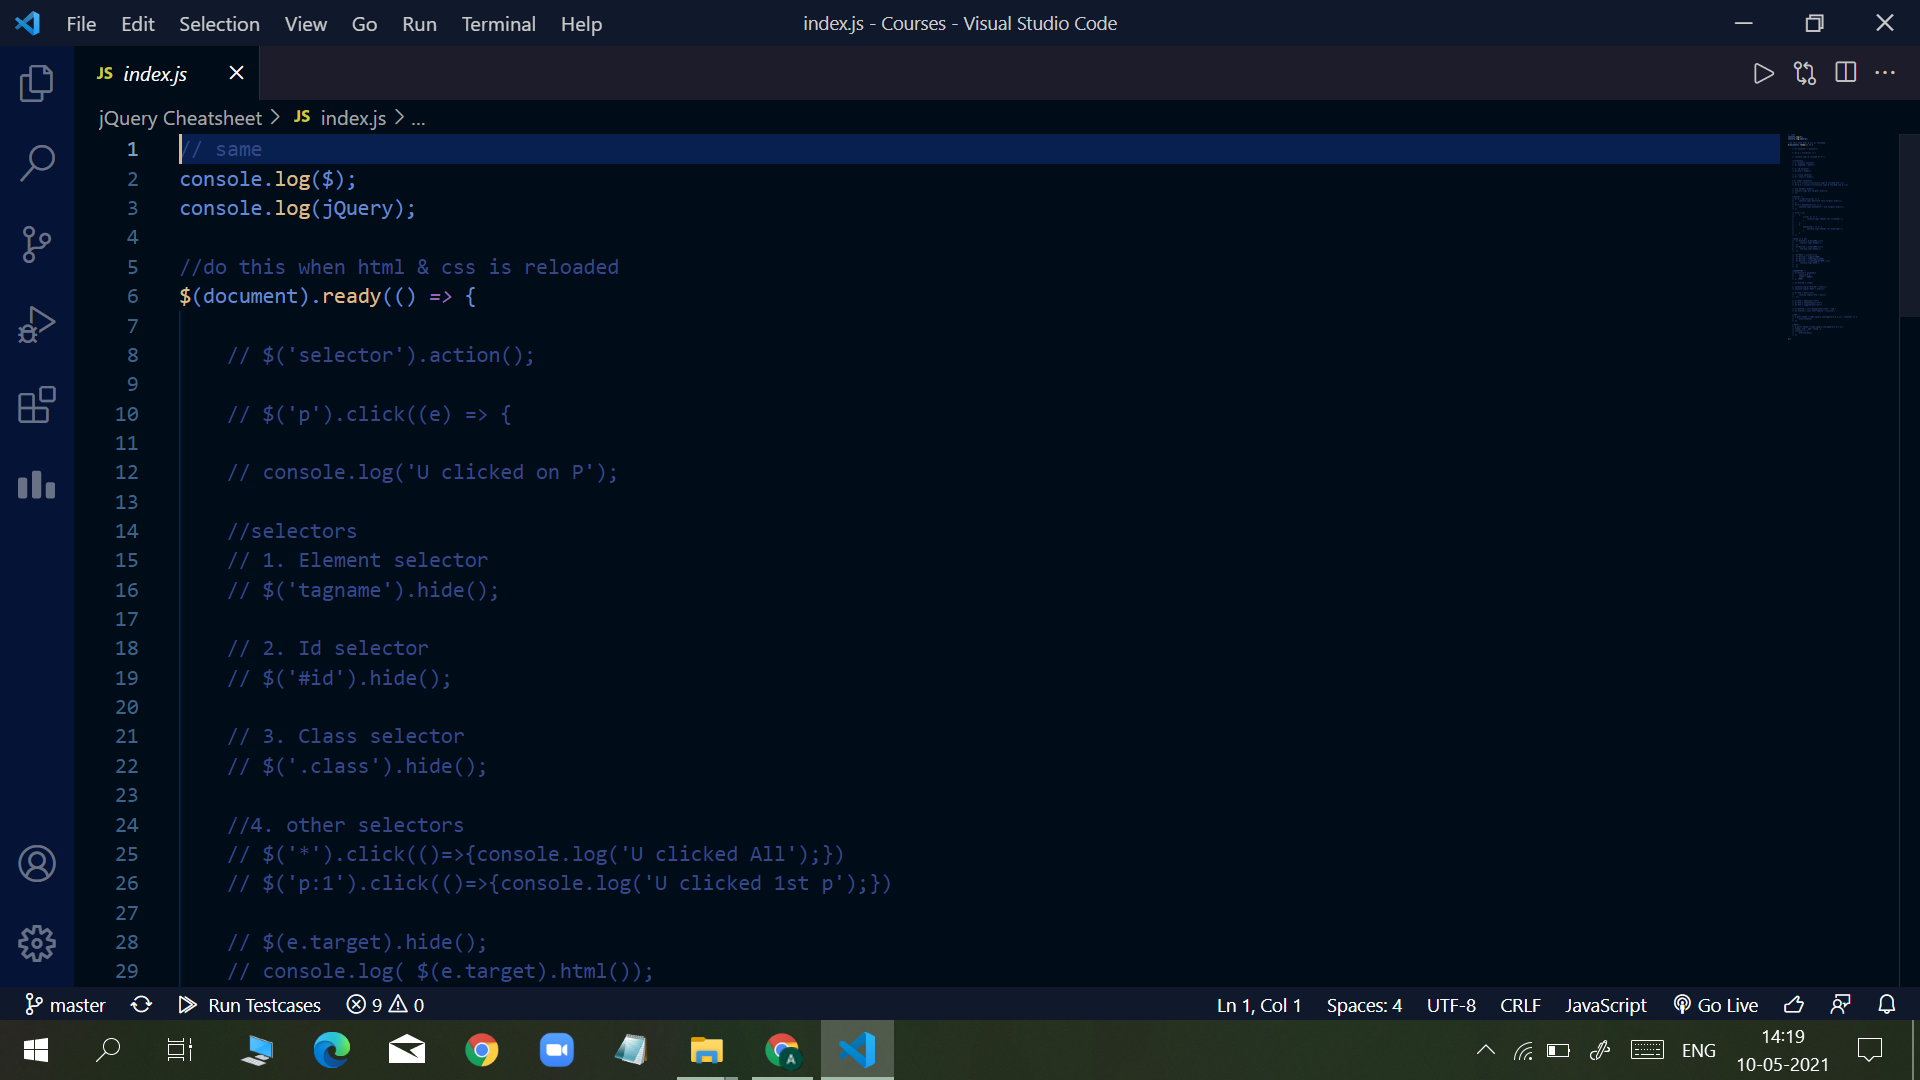 File Edit Selection View Go Run Terminal Help index.js - Courses - Visual Studio Code
JS index.js
jQuery Cheatsheet > JS index.js > ...
1 // same
2 console.log($);
3 console.log(jQuery);
4
5 //do this when html & css is reloaded
6 $(document).ready(() => {
7
8 // $('selector').action();
9
10 // $('p').click((e) => {
11
12 // console.log('U clicked on P');
13
14 //selectors
15 // 1. Element selector
16 // $('tagname').hide();
17
18 // 2. Id selector
19 // $('#id').hide();
20
21 // 3. Class selector
22 // $('.class').hide();
23
24 //4. other selectors
25 // $('*').click(()=>{console.log('U clicked All');})
26 // $('p:1').click(()=>{console.log('U clicked 1st p');})
27
28 // $(e.target).hide();
29 // console.log( $(e.target).html());
master Run Testcases 9 0 Ln 1, Col 1 Spaces: 4 UTF-8 CRLF JavaScript Go Live
A ENG 14:19
10-05-2021